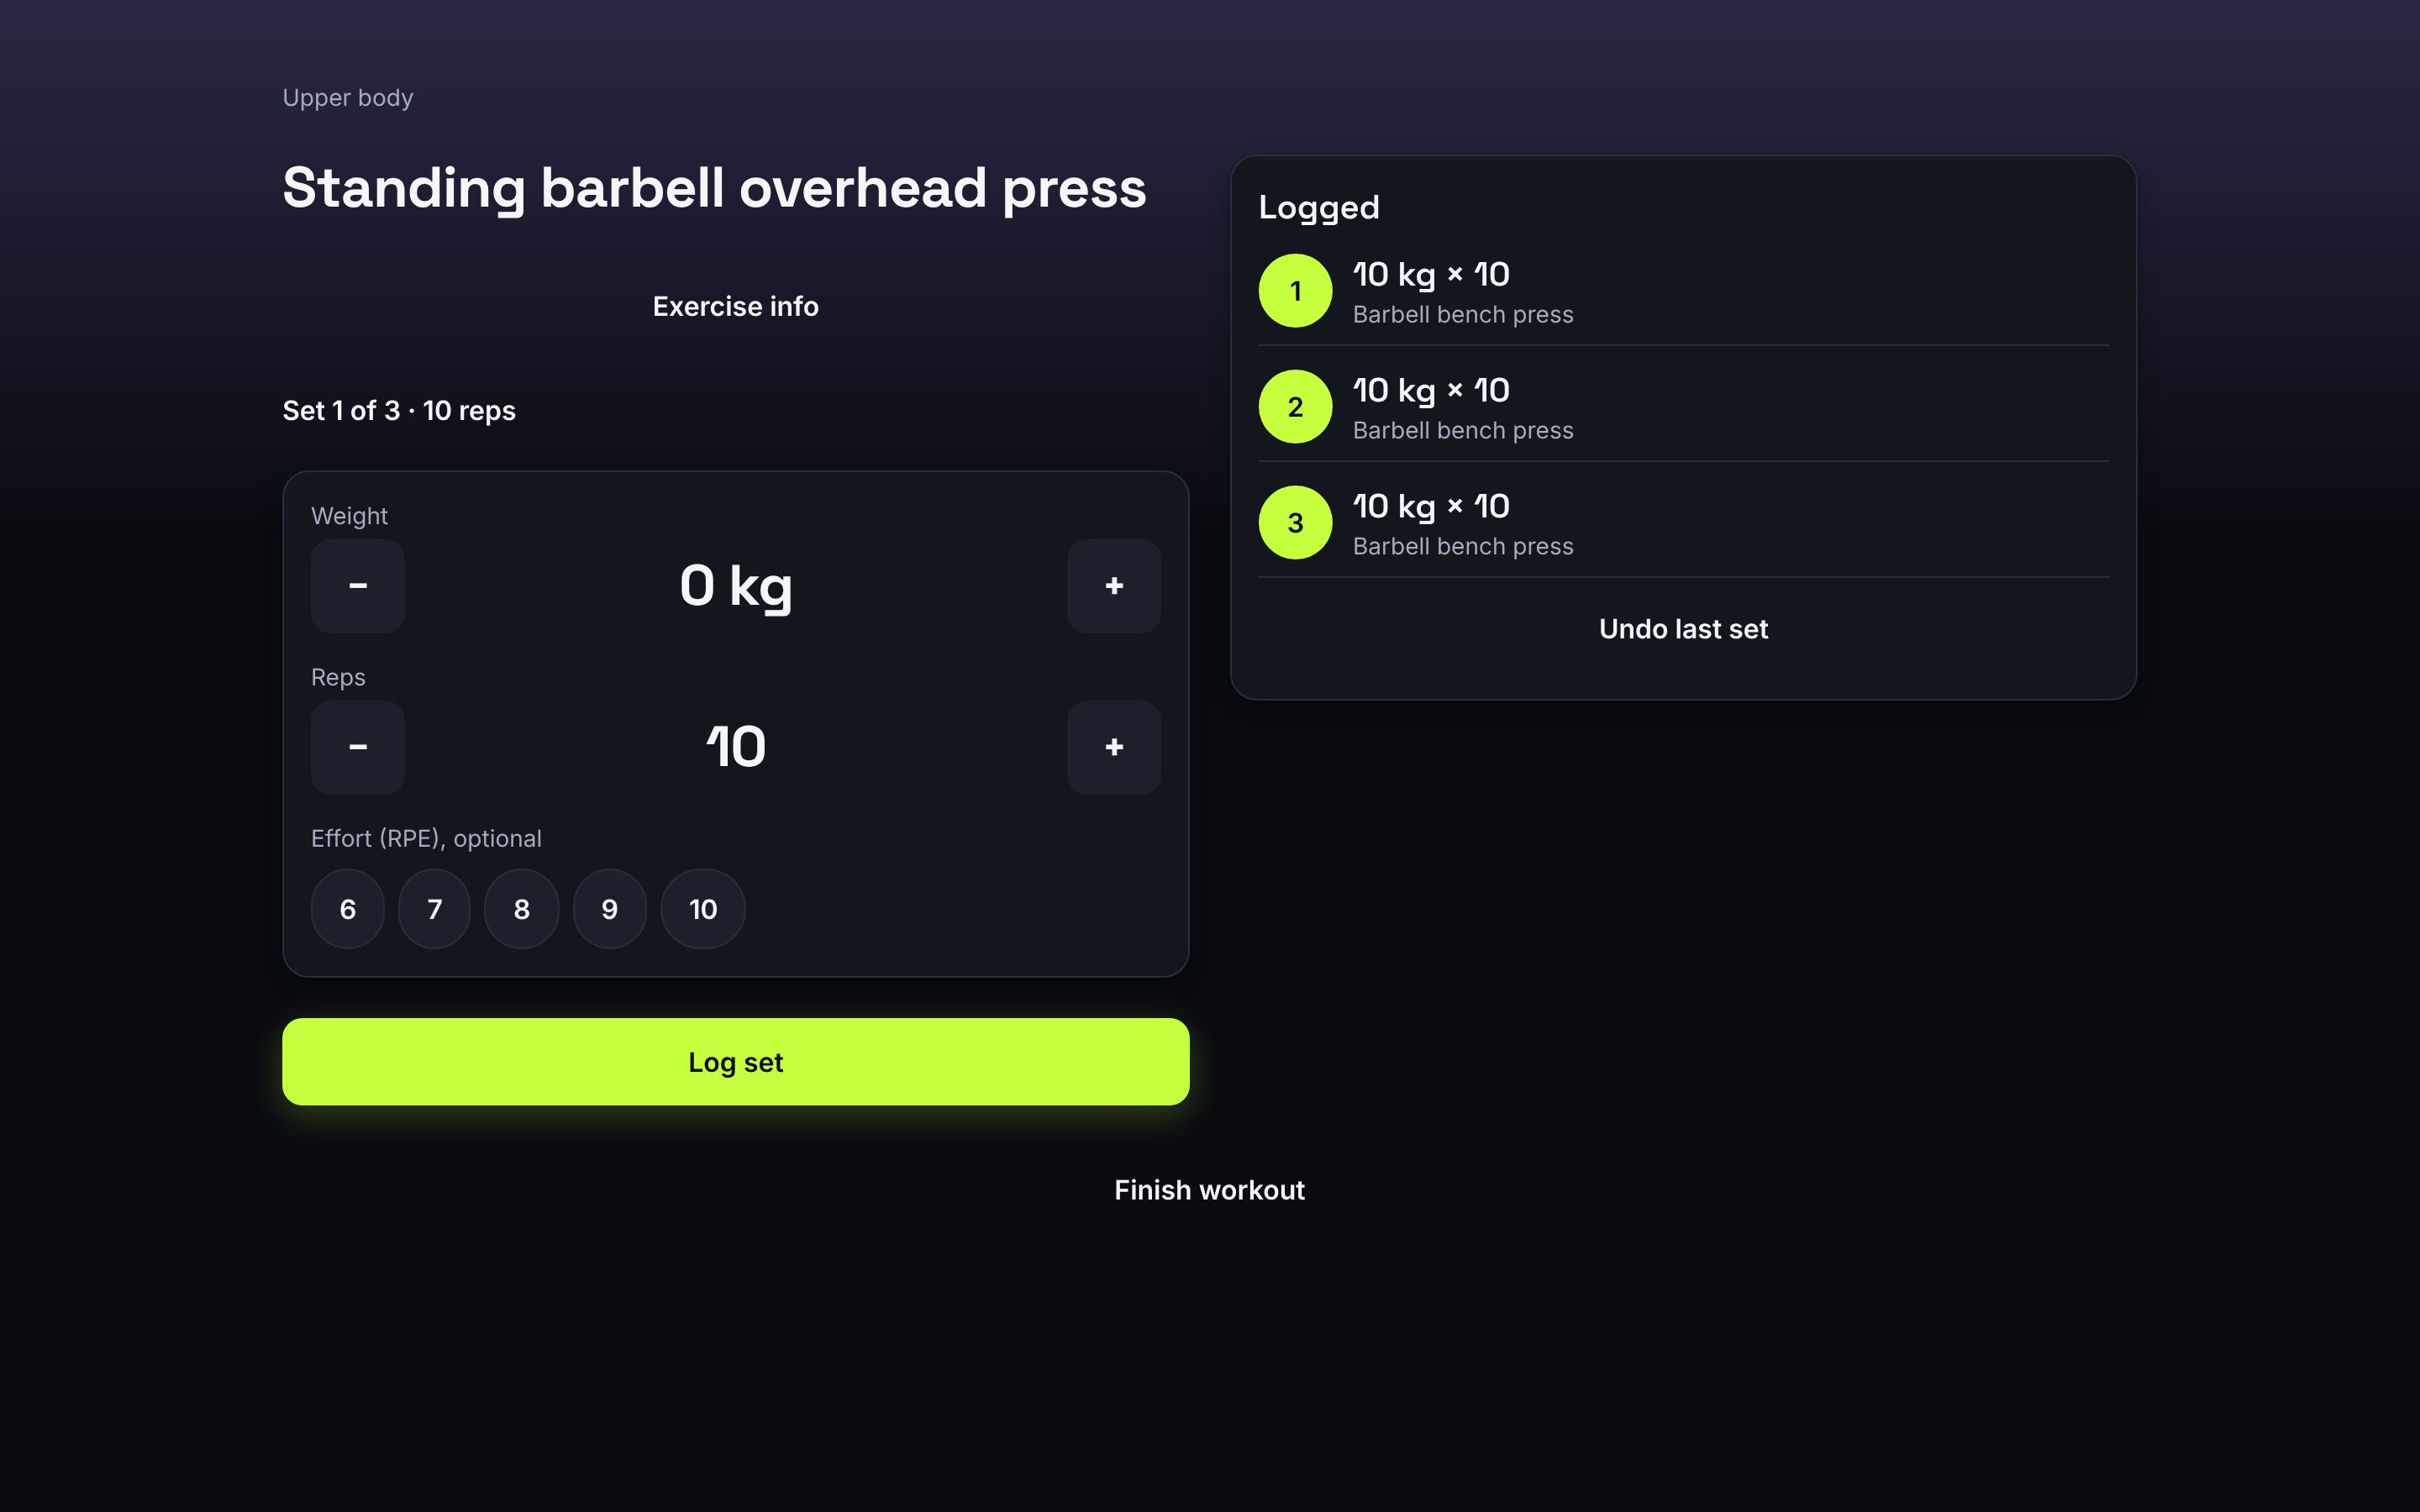 Upper body
Standing barbell overhead press
Exercise info
Set 1 of 3 · 10 reps
Weight
− 0 kg +
Reps
− 10 +
Effort (RPE), optional
6 7 8 9 10
Log set
Logged
1 10 kg × 10
Barbell bench press
2 10 kg × 10
Barbell bench press
3 10 kg × 10
Barbell bench press
Undo last set
Finish workout